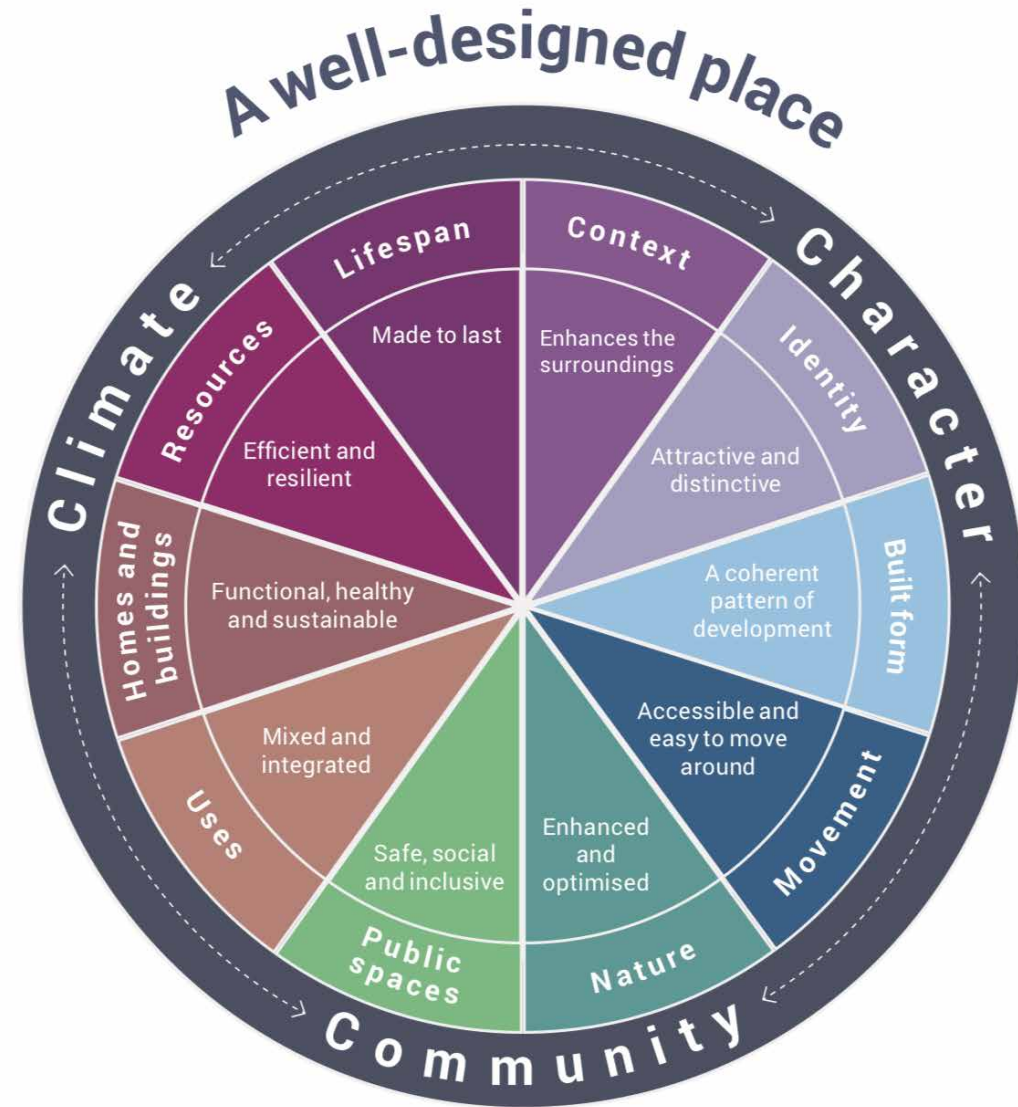 A well-designed place
Climate
Character
Community
Context
Enhances the
surroundings
Identity
Attractive and
distinctive
Built form
A coherent
pattern of
development
Movement
Accessible and
easy to move
around
Nature
Enhanced
and
optimised
Public
spaces
Safe, social
and inclusive
Uses
Mixed and
integrated
Homes and
buildings
Functional, healthy
and sustainable
Resources
Efficient and
resilient
Lifespan
Made to last